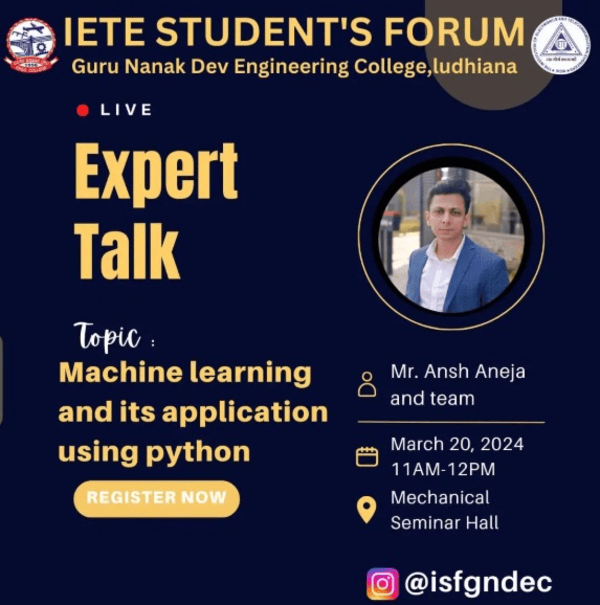 IETE STUDENT'S FORUM
Guru Nanak Dev Engineering College,ludhiana
LIVE
Expert
Talk
Topic :
Machine learning
and its application
using python
REGISTER NOW
Mr. Ansh Aneja
and team
March 20, 2024
11AM-12PM
Mechanical
Seminar Hall
@isfgndec